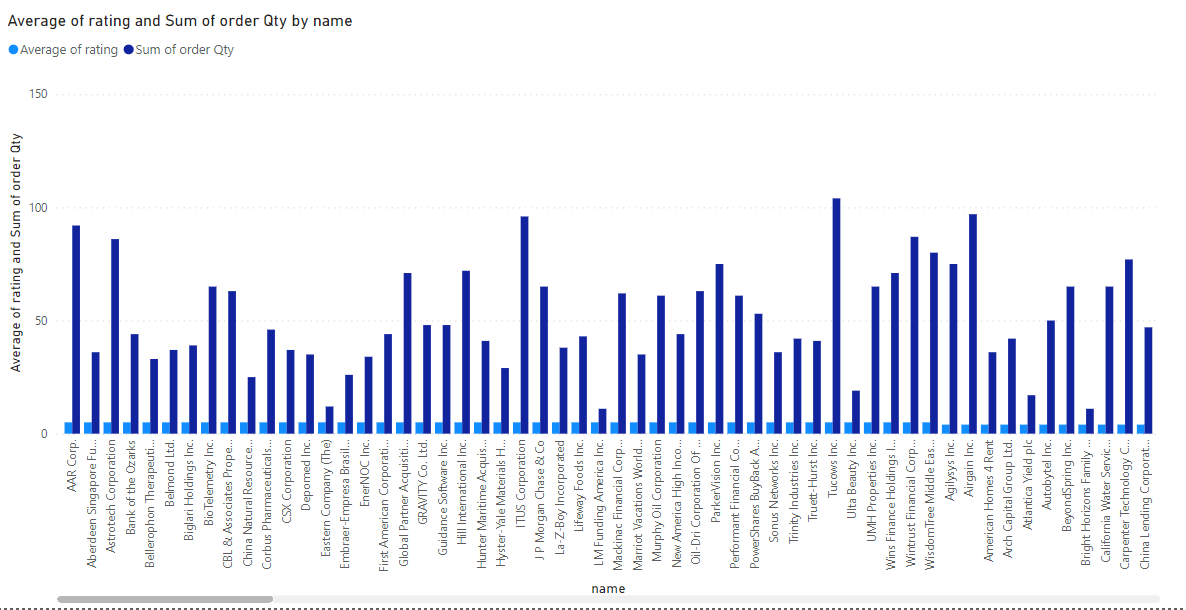 Average of rating and Sum of order Qty by name
Average of rating Sum of order Qty
150
100
50
0
Average of rating and Sum of order Qty
AAR Corp.
Aberdeen Singapore Fu...
Astrotech Corporation
Bank of the Ozarks
Bellerophon Therapeuti...
Belmond Ltd.
Biglari Holdings Inc.
BioTelemetry Inc.
CBL & Associates Prope...
China Natural Resource...
Corbus Pharmaceuticals...
CSX Corporation
Depomed Inc.
Eastern Company (The)
Embraer-Empresa Brasil...
EnerNOC Inc.
First American Corporati...
Global Partner Acquisiti...
GRAVITY Co. Ltd.
Guidance Software Inc.
Hill International Inc.
Hunter Maritime Acquis...
Hyster-Yale Materials H...
ITUS Corporation
J P Morgan Chase & Co
La-Z-Boy Incorporated
Lifeway Foods Inc.
LM Funding America Inc.
Mackinac Financial Corp...
Marriot Vacations World...
Murphy Oil Corporation
New America High Inco...
Oil-Dri Corporation Of ...
ParkerVision Inc.
Performant Financial Co...
PowerShares BuyBack A...
Sonus Networks Inc.
Trinity Industries Inc.
Truett-Hurst Inc.
Tucows Inc.
Ulta Beauty Inc.
UMH Properties Inc.
Wins Finance Holdings I...
Wintrust Financial Corp...
WisdomTree Middle Eas...
Agilysys Inc.
Airgain Inc.
American Homes 4 Rent
Arch Capital Group Ltd.
Atlantica Yield plc
Autobytel Inc.
BeyondSpring Inc.
Bright Horizons Family ...
California Water Servic...
Carpenter Technology C...
China Lending Corporat...
name